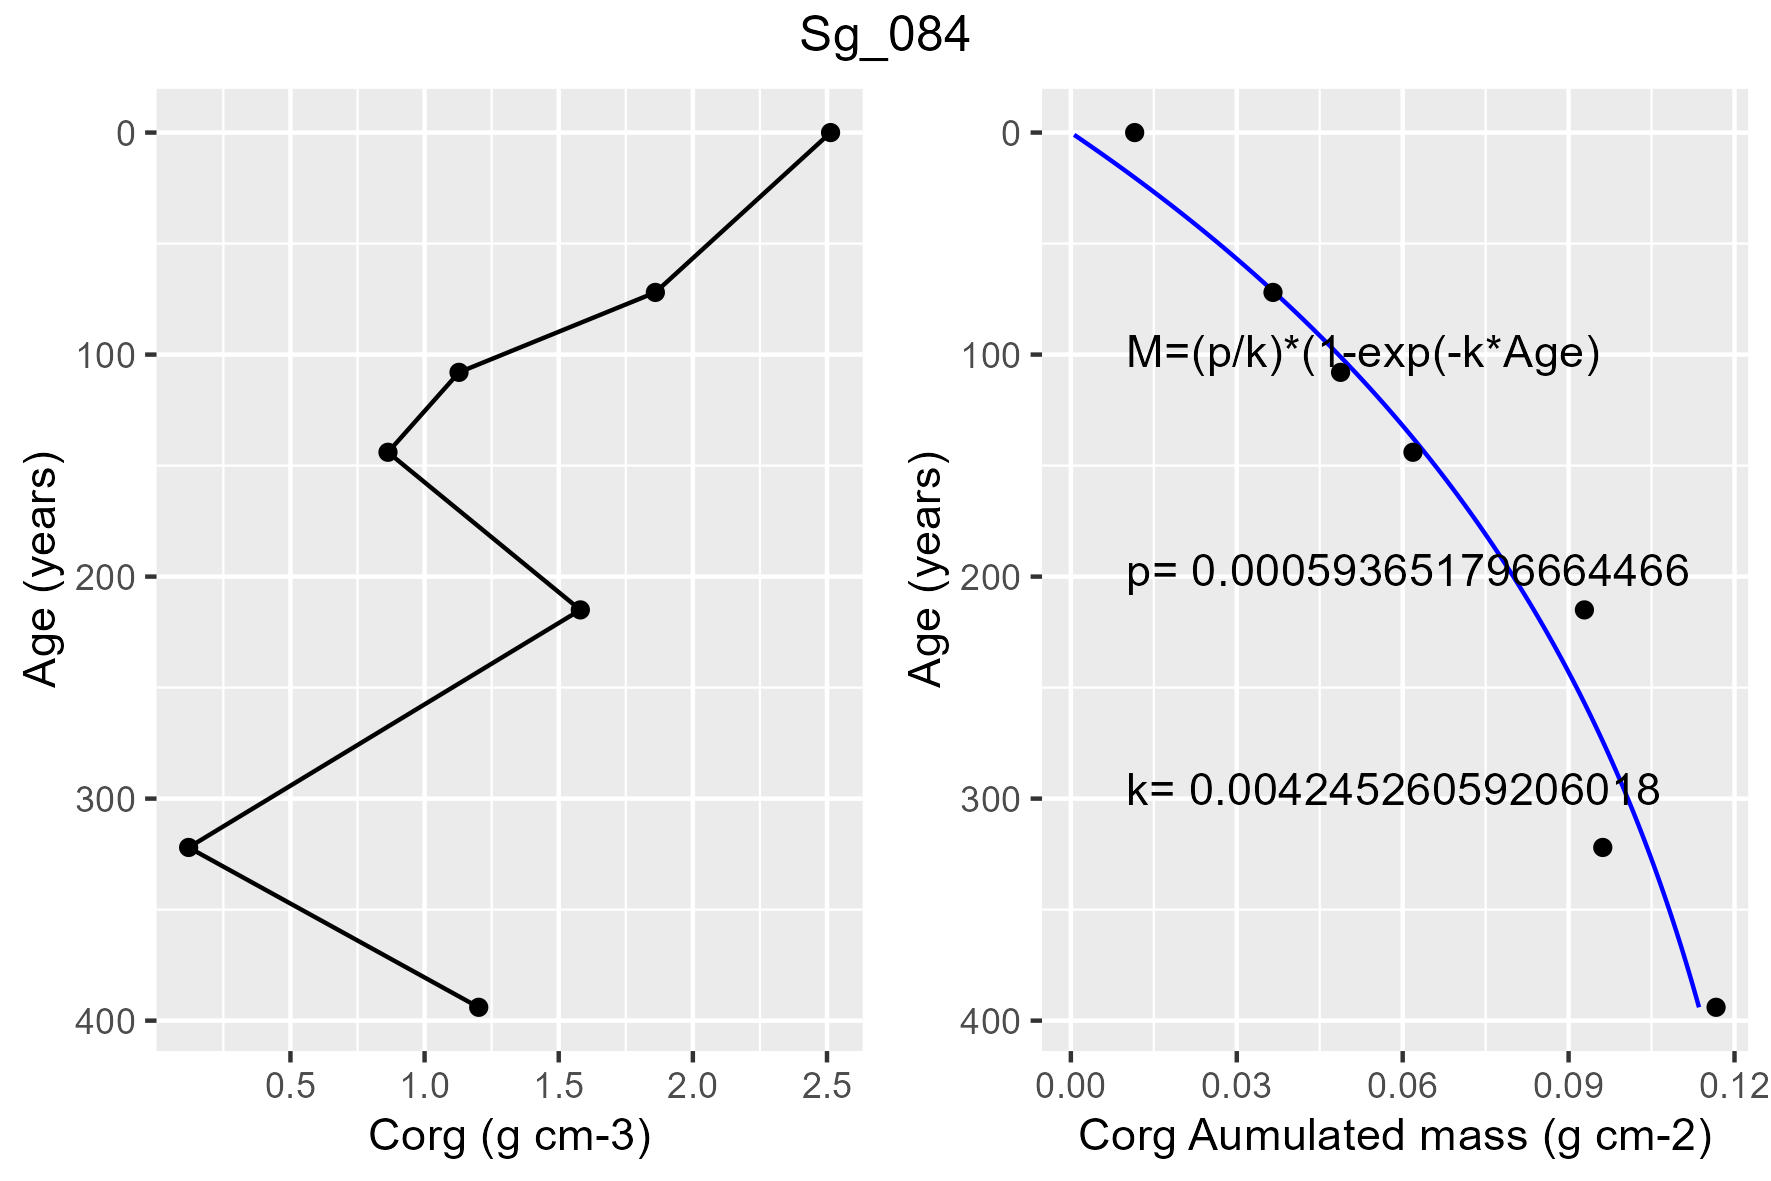 Sg_084
Age (years)
0
100
200
300
400
0.5 1.0 1.5 2.0 2.5
Corg (g cm-3)
Age (years)
0
100
200
300
400
M=(p/k)*(1-exp(-k*Age)
p= 0.000593651796664466
k= 0.00424526059206018
0.00 0.03 0.06 0.09 0.12
Corg Aumulated mass (g cm-2)